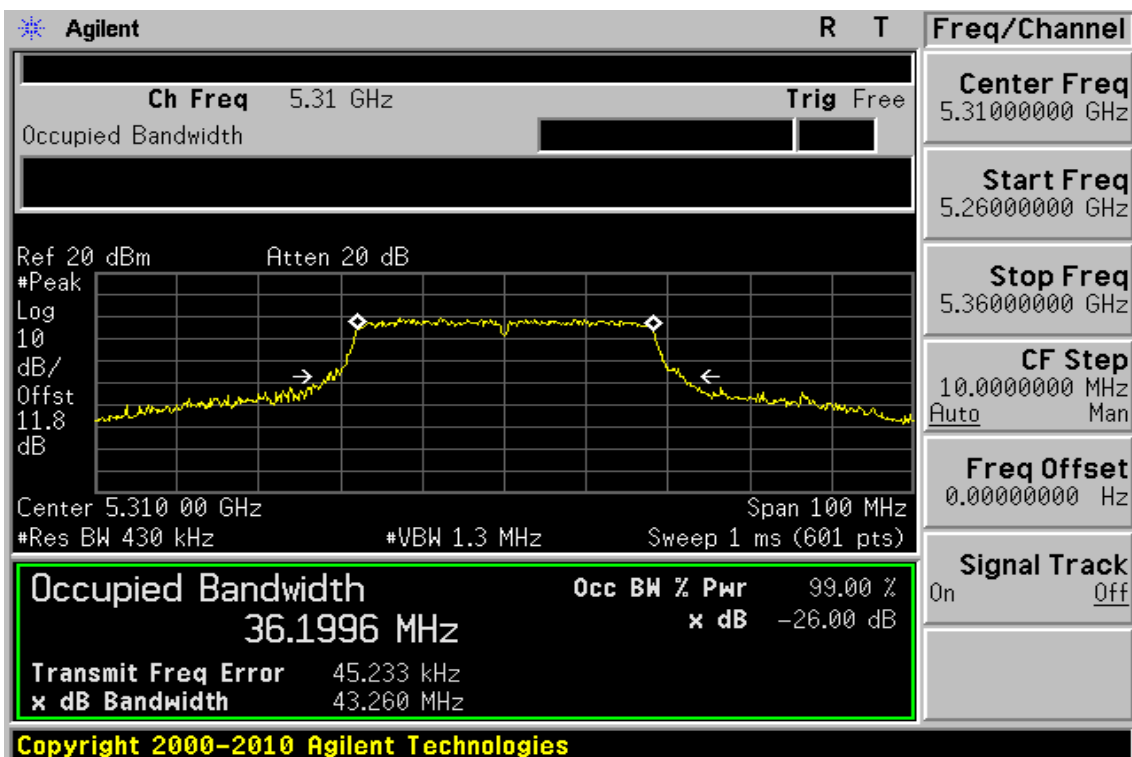 Agilent R T
Ch Freq 5.31 GHz Trig Free
Occupied Bandwidth
Ref 20 dBm Atten 20 dB
#Peak
Log
10
dB/
Offst
11.8
dB
Center 5.310 00 GHz Span 100 MHz
#Res BW 430 kHz #VBW 1.3 MHz Sweep 1 ms (601 pts)
Occupied Bandwidth
36.1996 MHz
Occ BW % Pwr 99.00 %
x dB -26.00 dB
Transmit Freq Error 45.233 kHz
x dB Bandwidth 43.260 MHz
Copyright 2000-2010 Agilent Technologies
Freq/Channel
Center Freq
5.31000000 GHz
Start Freq
5.26000000 GHz
Stop Freq
5.36000000 GHz
CF Step
10.0000000 MHz
Auto Man
Freq Offset
0.00000000 Hz
Signal Track
On Off